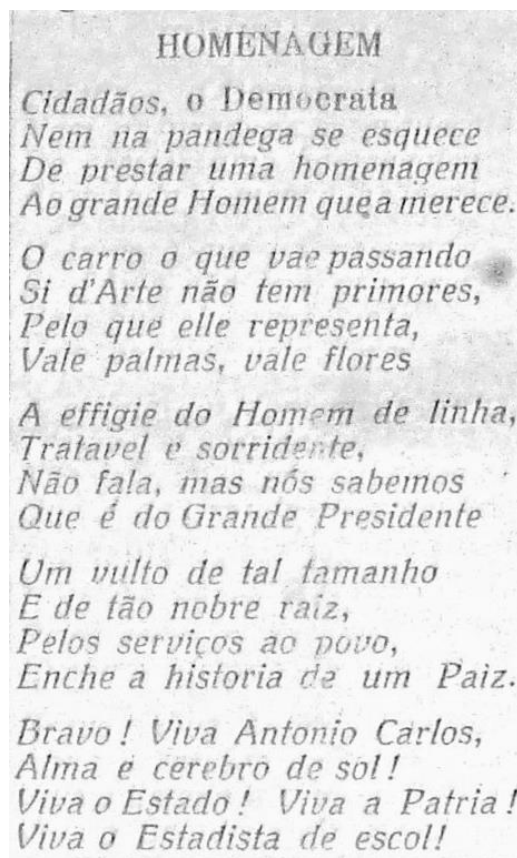 HOMENAGEM
Cidadãos, o Democrata
Nem na pandega se esquece
De prestar uma homenagem
Ao grande Homem que a merece.
O carro o que vae passando
Si d'Arte não tem primores,
Pelo que elle representa,
Vale palmas, vale flores
A effigie do Homem de linha,
Tratavel e sorridente,
Não fala, mas nós sabemos
Que é do Grande Presidente
Um vulto de tal tamanho
E de tão nobre raiz,
Pelos serviços ao povo,
Enche a historia de um Paiz.
Bravo! Viva Antonio Carlos,
Alma e cerebro de sol!
Viva o Estado! Viva a Patria!
Viva o Estadista de escol!